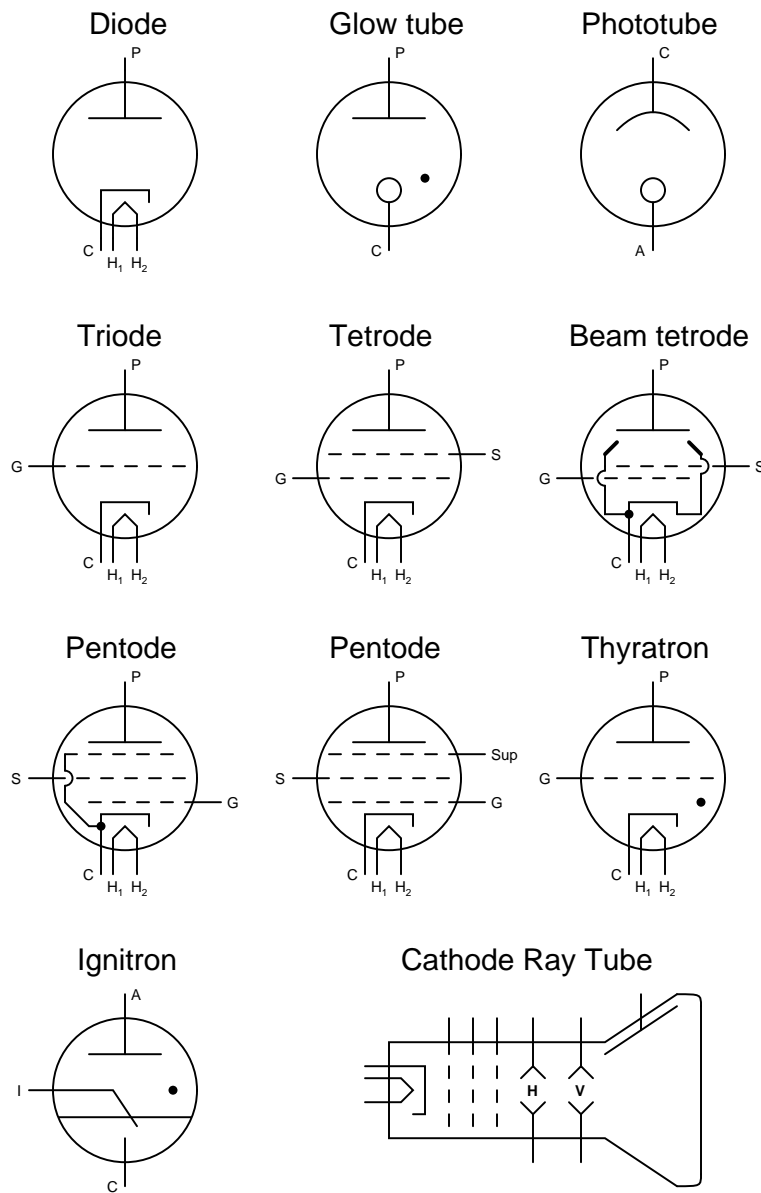 Diode Glow tube Phototube
P P C
C H₁ H₂ C A
Triode Tetrode Beam tetrode
P P P
G S G G S
C H₁ H₂ C H₁ H₂ C H₁ H₂
Pentode Pentode Thyratron
P P P
Sup
S S G
G G
C H₁ H₂ C H₁ H₂ C H₁ H₂
Ignitron Cathode Ray Tube
A
I H V
C